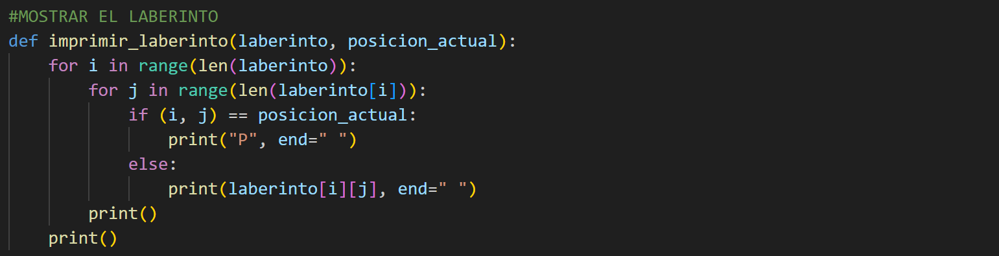 #MOSTRAR EL LABERINTO
def imprimir_laberinto(laberinto, posicion_actual):
    for i in range(len(laberinto)):
        for j in range(len(laberinto[i])):
            if (i, j) == posicion_actual:
                print("P", end=" ")
            else:
                print(laberinto[i][j], end=" ")
        print()
    print()